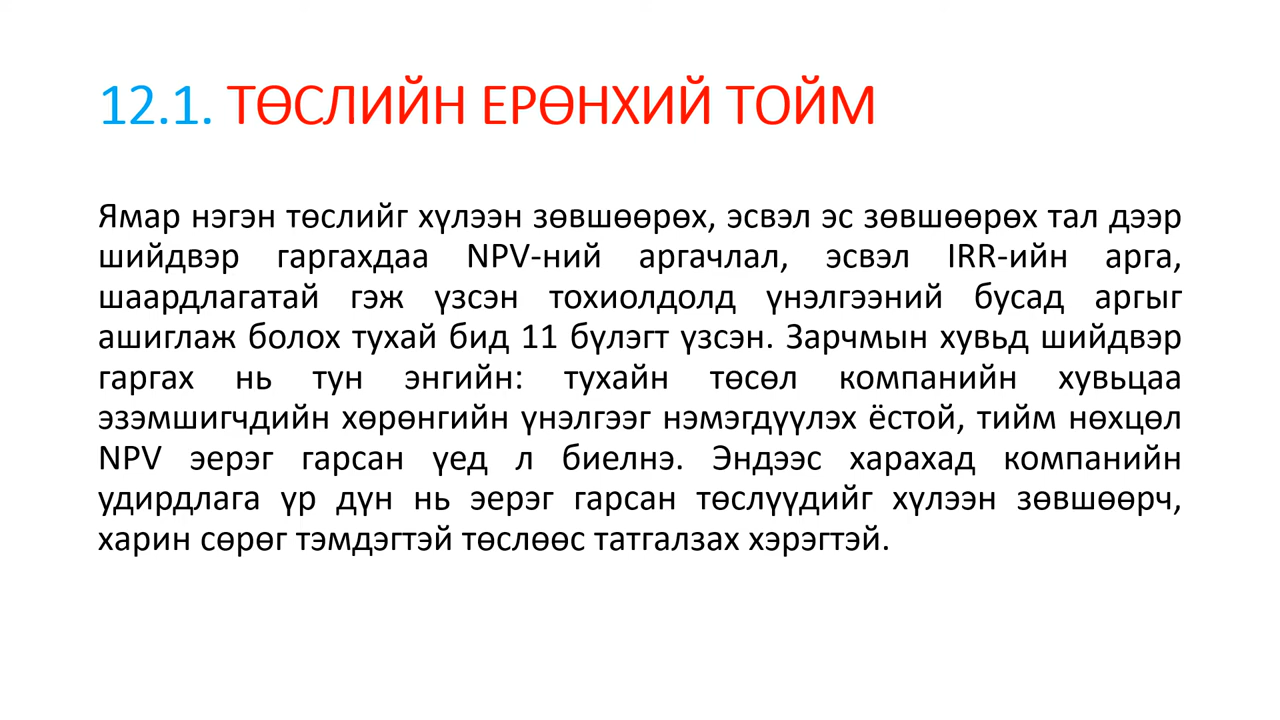 12.1. ТӨСЛИЙН ЕРӨНХИЙ ТОЙМ
Ямар нэгэн төслийг хүлээн зөвшөөрөх, эсвэл эс зөвшөөрөх тал дээр
шийдвэр гаргахдаа NPV-ний аргачлал, эсвэл IRR-ийн арга,
шаардлагатай гэж үзсэн тохиолдолд үнэлгээний бусад аргыг
ашиглаж болох тухай бид 11 бүлэгт үзсэн. Зарчмын хувьд шийдвэр
гаргах нь тун энгийн: тухайн төсөл компанийн хувьцаа
эзэмшигчдийн хөрөнгийн үнэлгээг нэмэгдүүлэх ёстой, тийм нөхцөл
NPV эерэг гарсан үед л биелнэ. Эндээс харахад компанийн
удирдлага үр дүн нь эерэг гарсан төслүүдийг хүлээн зөвшөөрч,
харин сөрөг тэмдэгтэй төслөөс татгалзах хэрэгтэй.